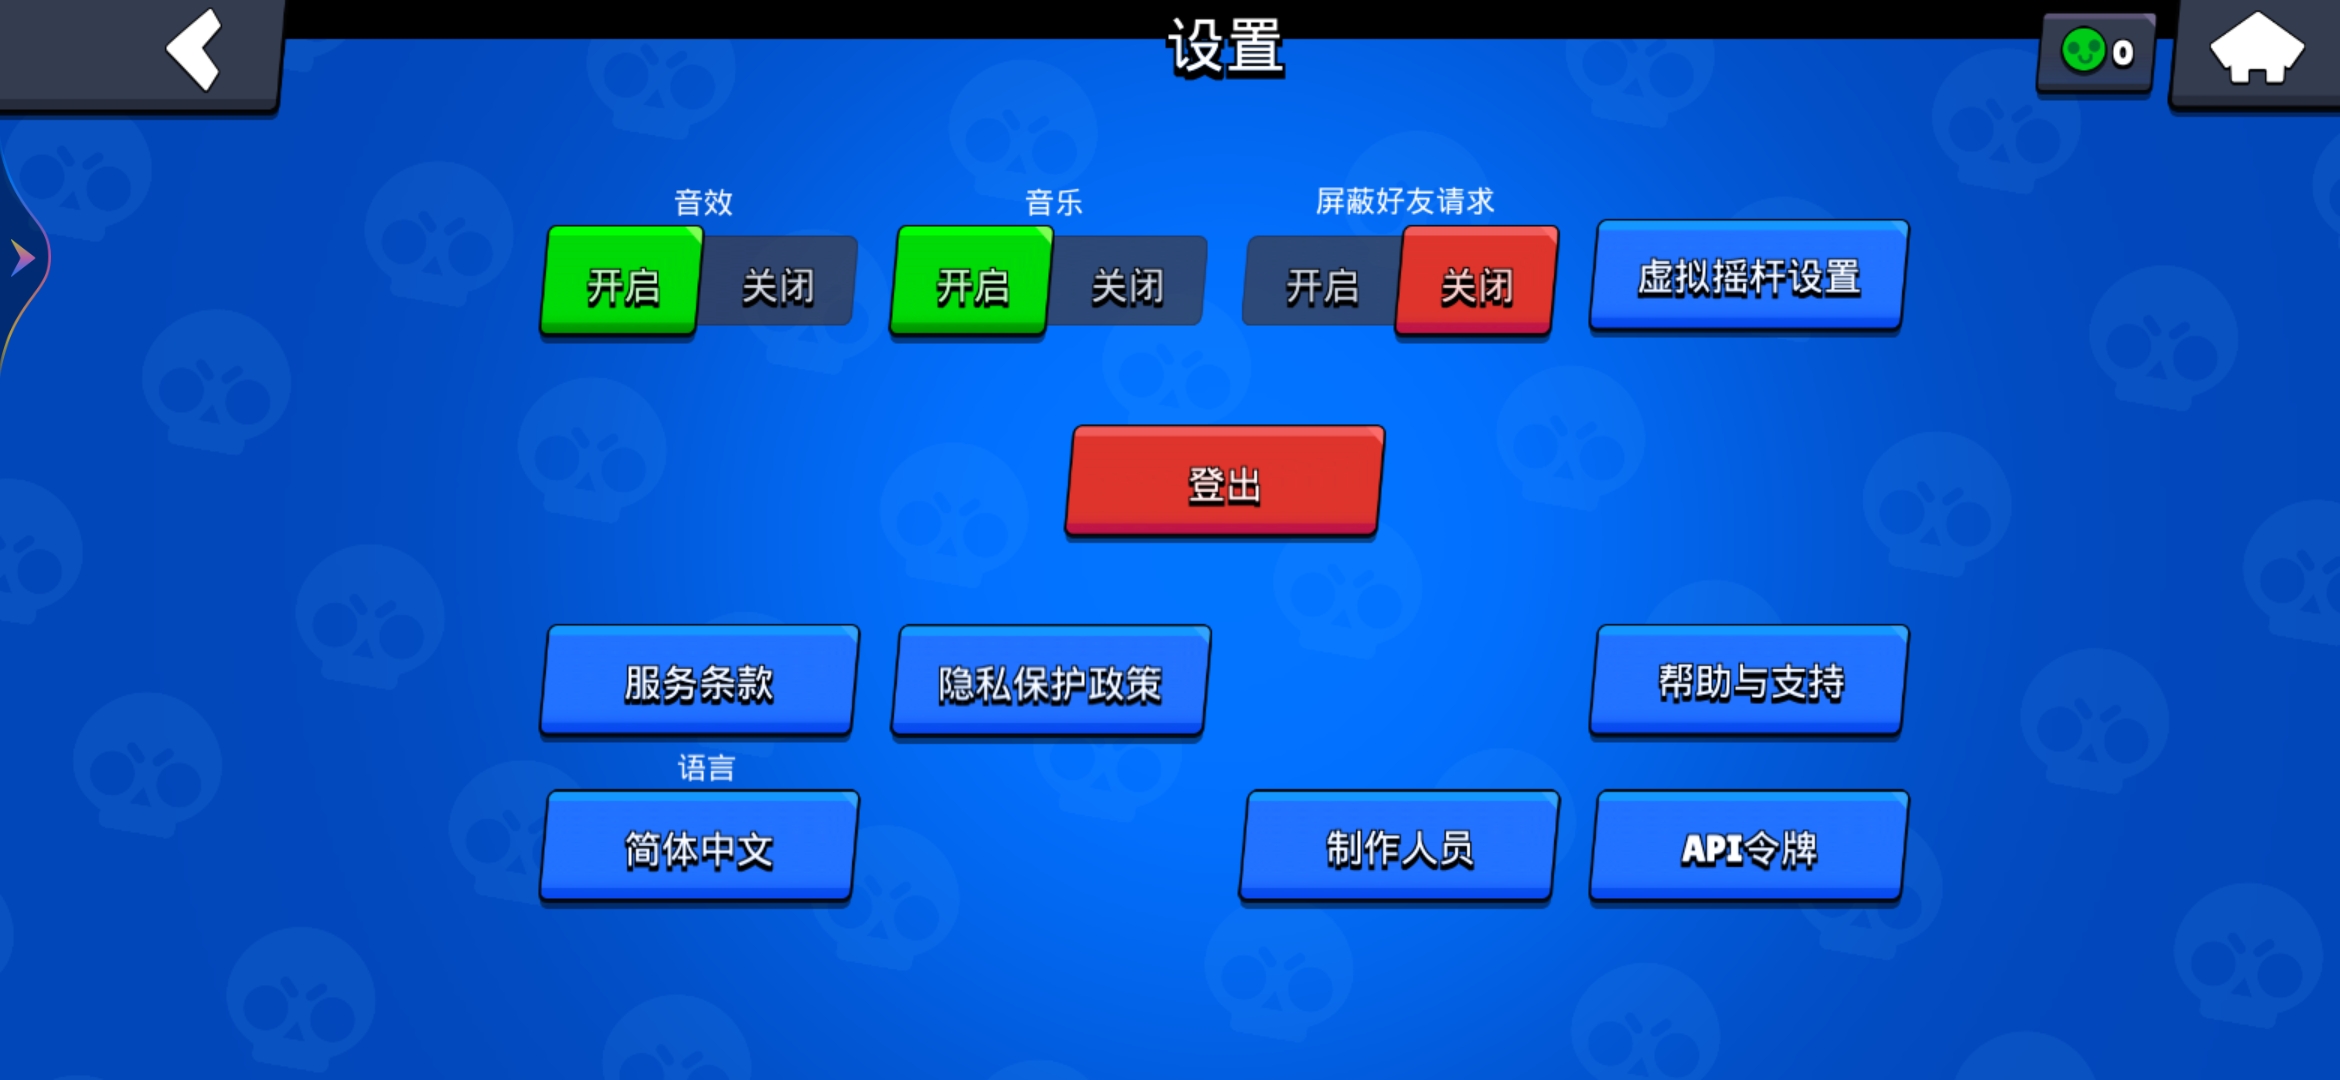 设置
0
音效
音乐
屏蔽好友请求
开启 关闭
开启 关闭
开启 关闭
虚拟摇杆设置
登出
服务条款
隐私保护政策
帮助与支持
语言
简体中文
制作人员
API令牌